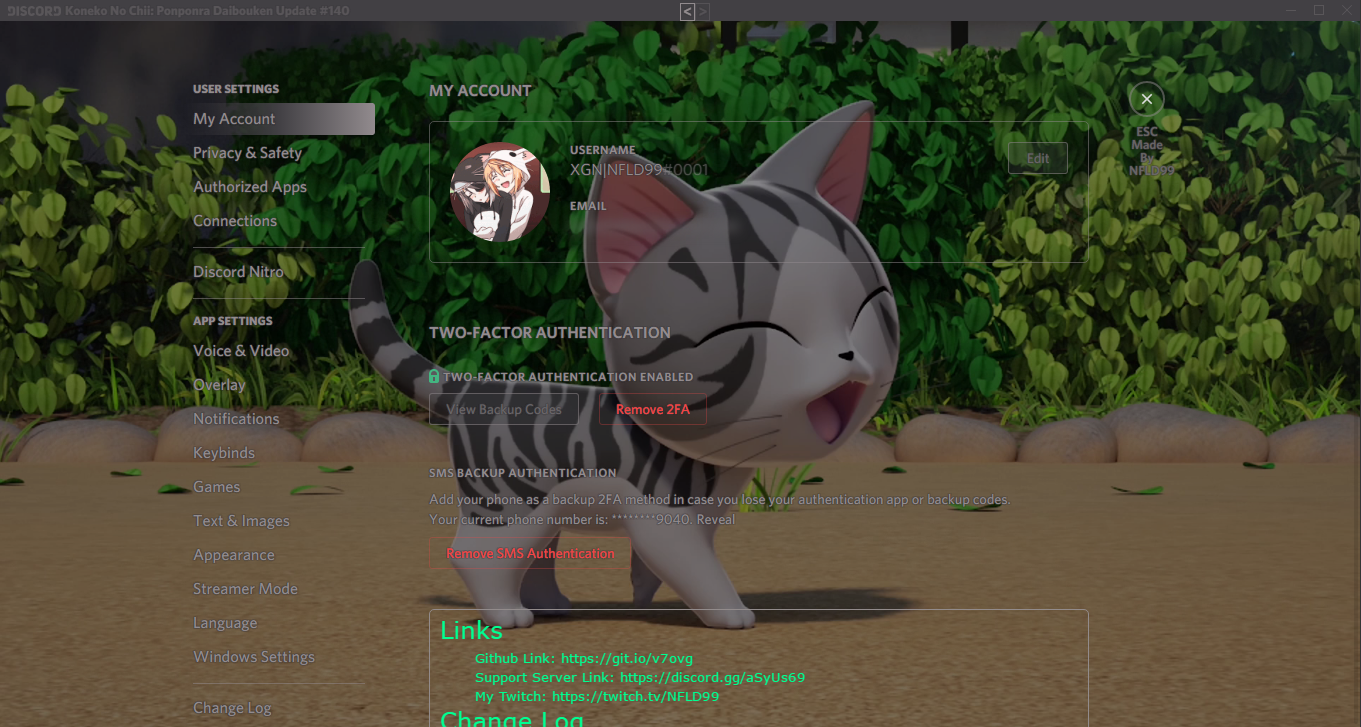 DISCORD Koneko No Chii: Ponponra Daibouken Update #140
< >
USER SETTINGS
My Account
Privacy & Safety
Authorized Apps
Connections
Discord Nitro
APP SETTINGS
Voice & Video
Overlay
Notifications
Keybinds
Games
Text & Images
Appearance
Streamer Mode
Language
Windows Settings
Change Log
MY ACCOUNT
USERNAME
XGN|NFLD99#0001
EMAIL
Edit
ESC
Made
By
NFLD99
TWO-FACTOR AUTHENTICATION
TWO-FACTOR AUTHENTICATION ENABLED
View Backup Codes
Remove 2FA
SMS BACKUP AUTHENTICATION
Add your phone as a backup 2FA method in case you lose your authentication app or backup codes.
Your current phone number is: ********9040. Reveal
Remove SMS Authentication
Links
Github Link: https://git.io/v7ovg
Support Server Link: https://discord.gg/aSyUs69
My Twitch: https://twitch.tv/NFLD99
Change Log